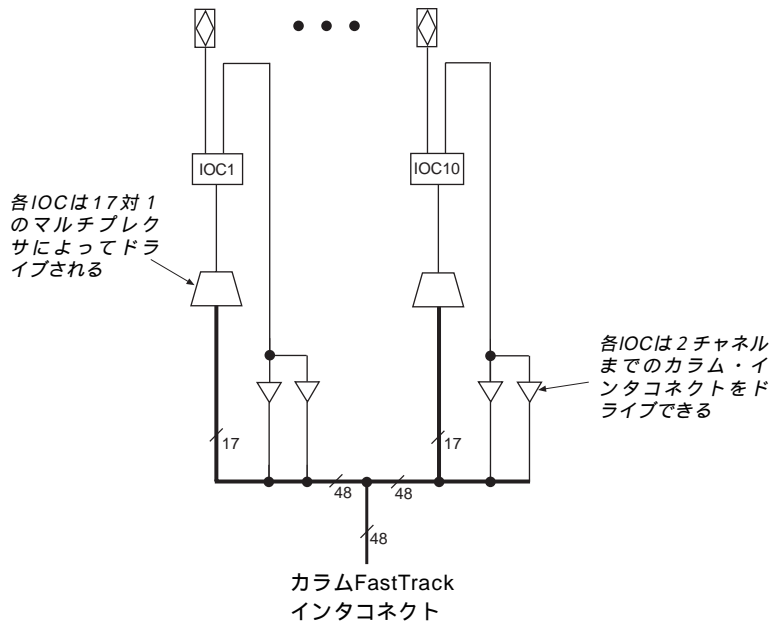 IOC1
IOC10
各IOCは17対1
のマルチプレク
サによってドラ
イブされる
各IOCは2チャネル
までのカラム・イ
ンタコネクトをド
ライブできる
17
17
48
48
48
カラムFastTrack
インタコネクト